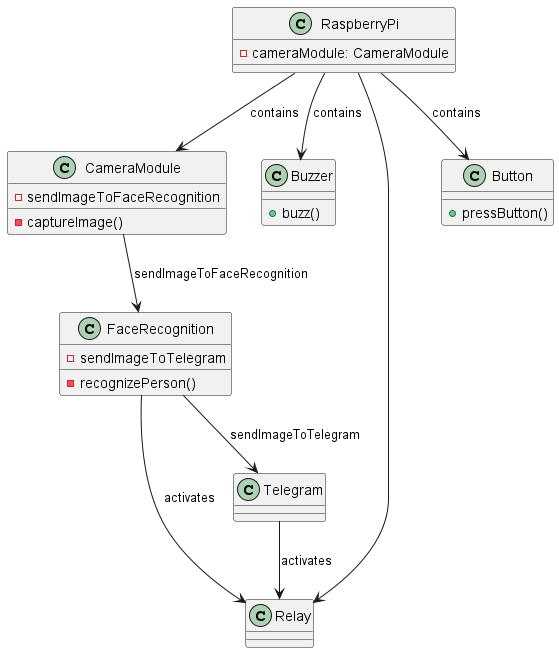 C RaspberryPi
cameraModule: CameraModule
contains
contains
contains
C CameraModule
sendImageToFaceRecognition
captureImage()
C Buzzer
buzz()
C Button
pressButton()
sendImageToFaceRecognition
C FaceRecognition
sendImageToTelegram
recognizePerson()
sendImageToTelegram
activates
C Telegram
activates
C Relay